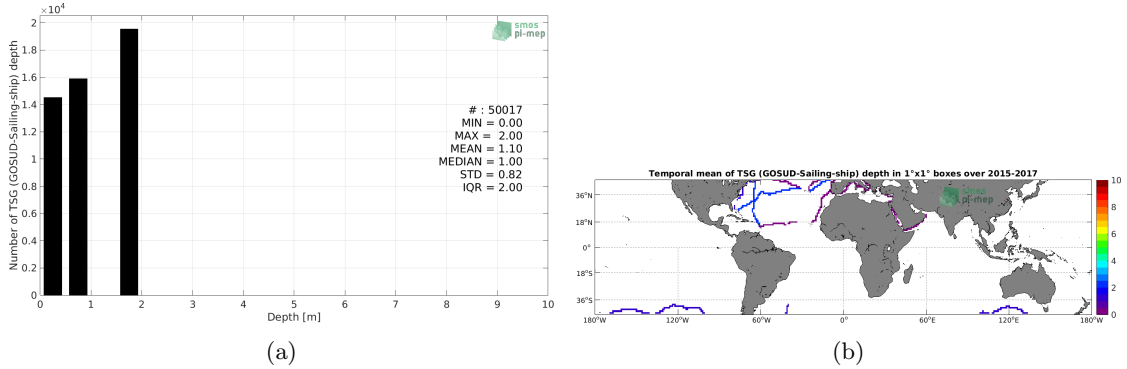 ×10⁴
2
1.8
1.6
1.4
1.2
1
0.8
0.6
0.4
0.2
0
Number of TSG (GOSUD-Sailing-ship) depth
smos
pi-mep
# : 50017
MIN = 0.00
MAX = 2.00
MEAN = 1.10
MEDIAN = 1.00
STD = 0.82
IQR = 2.00
0 1 2 3 4 5 6 7 8 9 10
Depth [m]
(a)
Temporal mean of TSG (GOSUD-Sailing-ship) depth in 1°x1° boxes over 2015-2017
smos
pi-mep
36°N
18°N
0°
18°S
36°S
180°W 120°W 60°W 0° 60°E 120°E 180°W
10
8
6
4
2
0
(b)